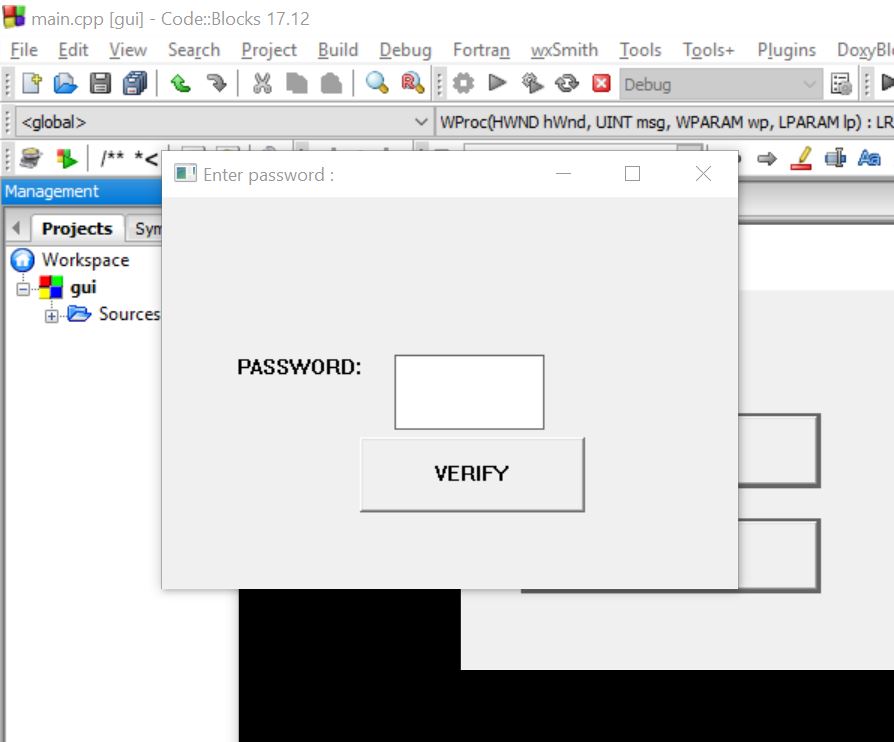 main.cpp [gui] - Code::Blocks 17.12
File Edit View Search Project Build Debug Fortran wxSmith Tools Tools+ Plugins DoxyBl
Debug
<global> WProc(HWND hWnd, UINT msg, WPARAM wp, LPARAM lp) : LR
/** *<
Aa
Enter password :
Management
Projects Sym
Workspace
gui
Sources
PASSWORD:
VERIFY